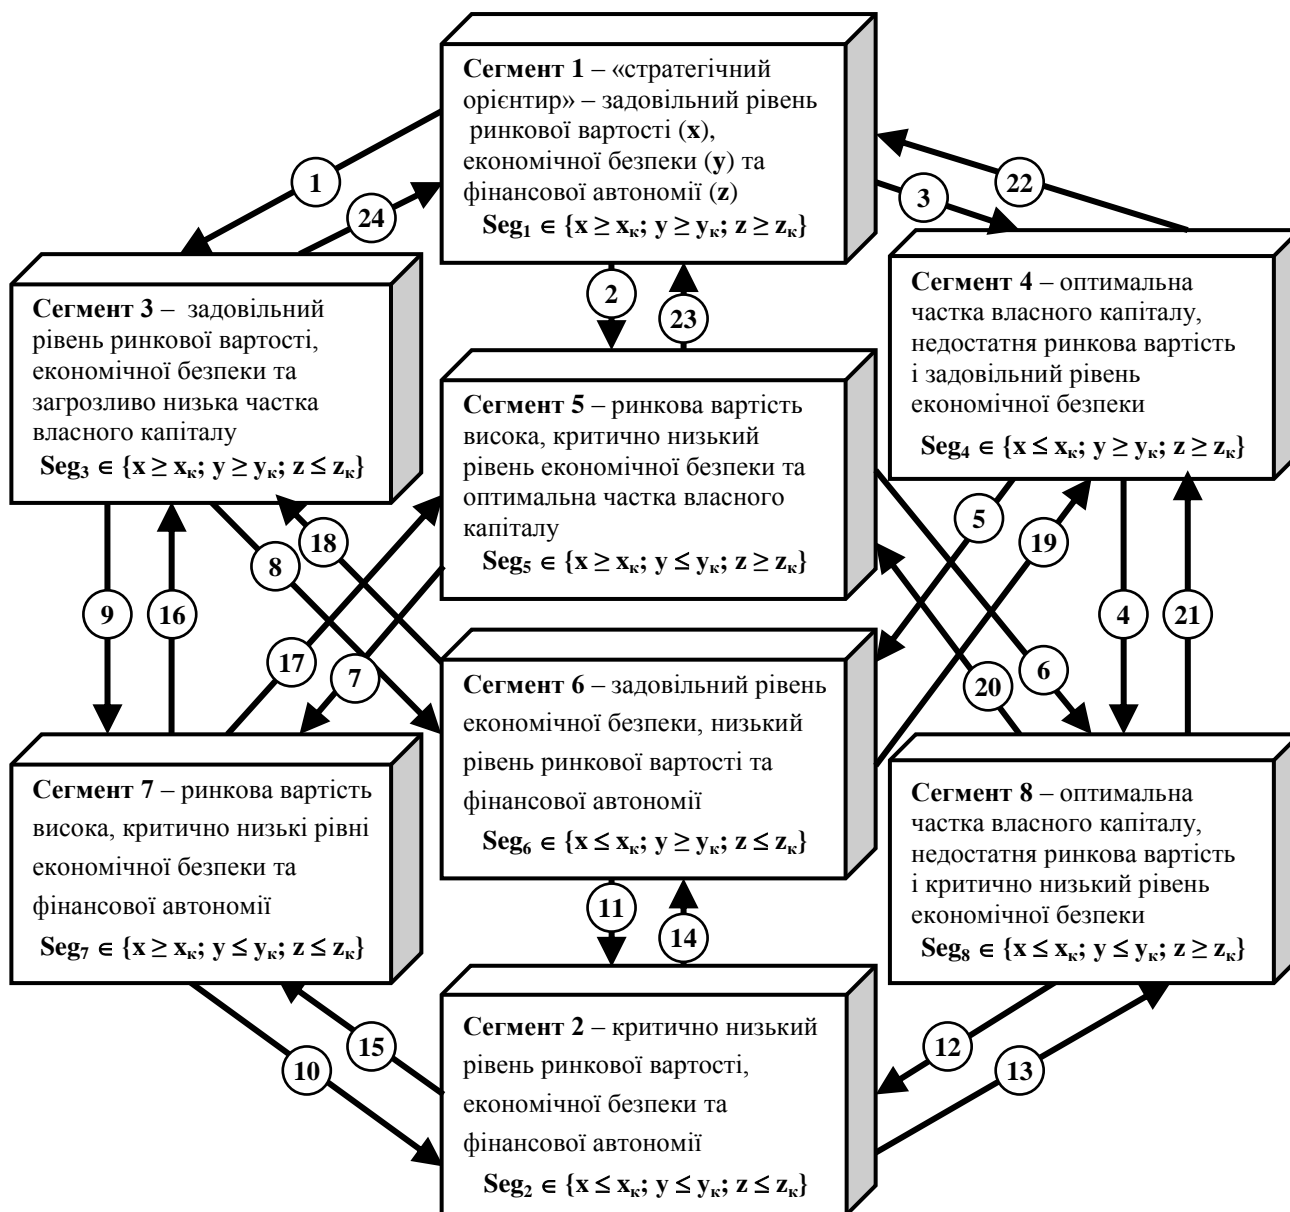 Сегмент 1 – «стратегічний
орієнтир» – задовільний рівень
ринкової вартості (x),
економічної безпеки (y) та
фінансової автономії (z)
Seg₁ ∈ {x ≥ xк; y ≥ yк; z ≥ zк}
1
24
3
22
2
23
Сегмент 3 – задовільний
рівень ринкової вартості,
економічної безпеки та
загрозливо низька частка
власного капіталу
Seg₃ ∈ {x ≥ xк; y ≥ yк; z ≤ zк}
Сегмент 5 – ринкова вартість
висока, критично низький
рівень економічної безпеки та
оптимальна частка власного
капіталу
Seg₅ ∈ {x ≥ xк; y ≤ yк; z ≥ zк}
Сегмент 4 – оптимальна
частка власного капіталу,
недостатня ринкова вартість
і задовільний рівень
економічної безпеки
Seg₄ ∈ {x ≤ xк; y ≥ yк; z ≥ zк}
9
16
8
18
17
7
5
19
20
6
4
21
Сегмент 7 – ринкова вартість
висока, критично низькі рівні
економічної безпеки та
фінансової автономії
Seg₇ ∈ {x ≥ xк; y ≤ yк; z ≤ zк}
Сегмент 6 – задовільний рівень
економічної безпеки, низький
рівень ринкової вартості та
фінансової автономії
Seg₆ ∈ {x ≤ xк; y ≥ yк; z ≤ zк}
Сегмент 8 – оптимальна
частка власного капіталу,
недостатня ринкова вартість
і критично низький рівень
економічної безпеки
Seg₈ ∈ {x ≤ xк; y ≤ yк; z ≥ zк}
11
14
10
15
12
13
Сегмент 2 – критично низький
рівень ринкової вартості,
економічної безпеки та
фінансової автономії
Seg₂ ∈ {x ≤ xк; y ≤ yк; z ≤ zк}